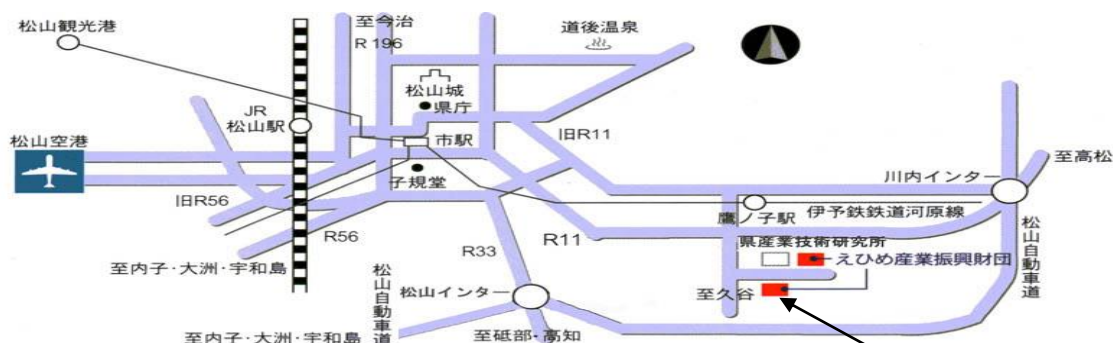 松山観光港
至今治
R 196
道後温泉
松山城
県庁
JR
松山駅
市駅
旧R11
松山空港
至高松
子規堂
川内インター
旧R56
鷹ノ子駅
伊予鉄鉄道河原線
R56
R33
R11
県産業技術研究所
えひめ産業振興財団
至内子・大洲・宇和島
松山自動車道
松山インター
至久谷
松山自動車道
至内子・大洲・宇和島
至砥部・高知